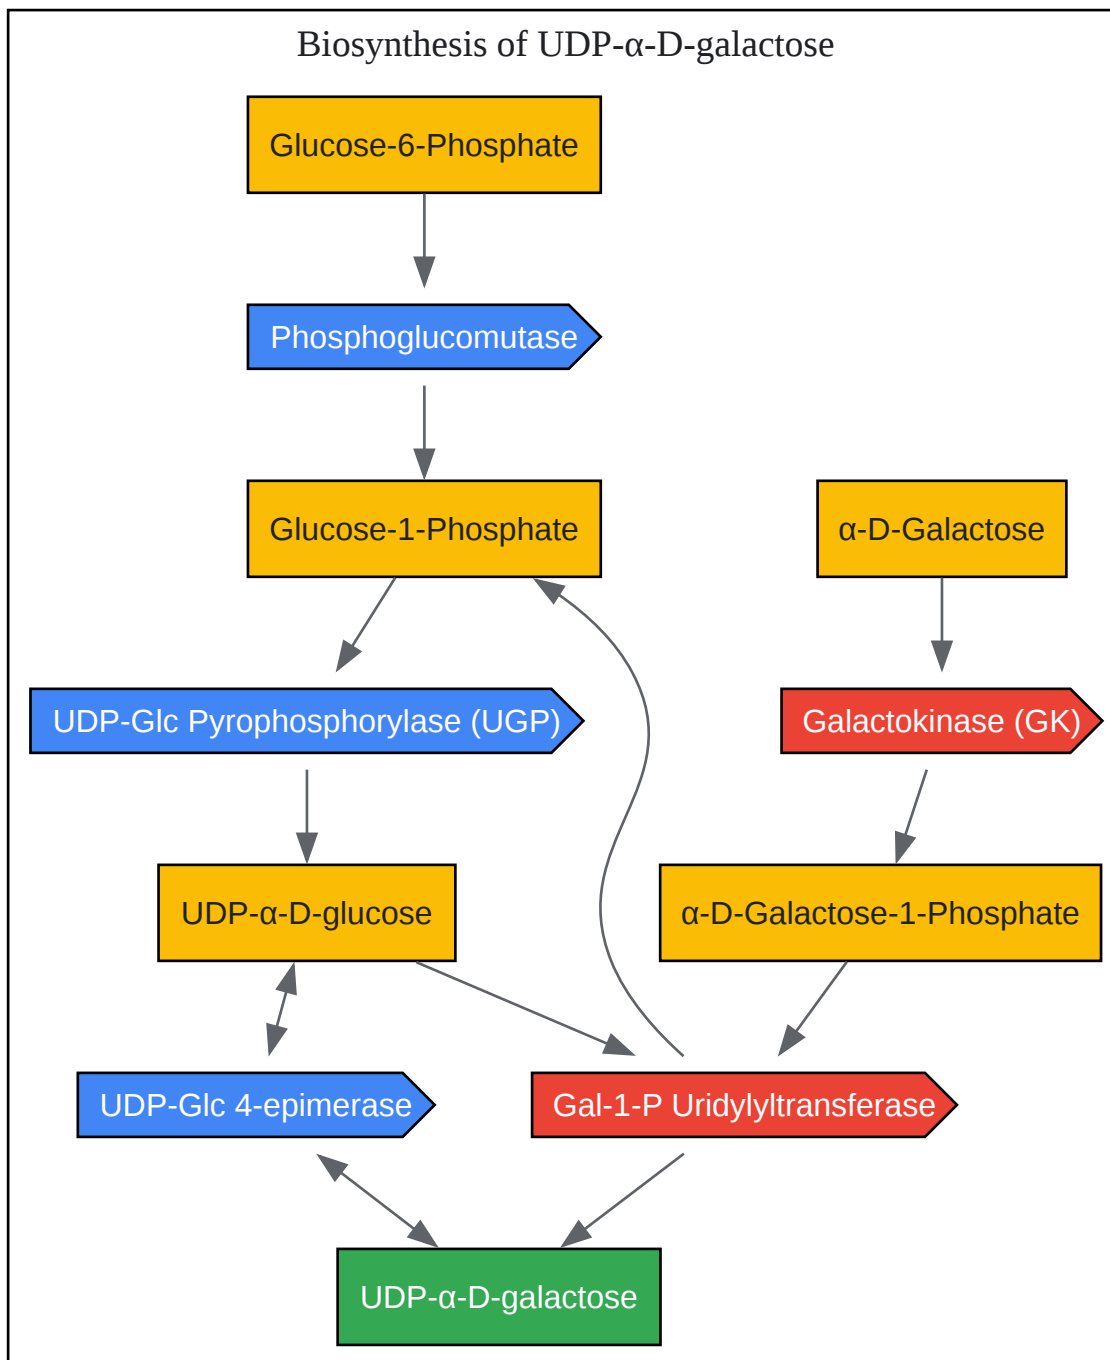 Biosynthesis of UDP-α-D-galactose
Glucose-6-Phosphate
Phosphoglucomutase
Glucose-1-Phosphate
α-D-Galactose
UDP-Glc Pyrophosphorylase (UGP)
Galactokinase (GK)
UDP-α-D-glucose
α-D-Galactose-1-Phosphate
UDP-Glc 4-epimerase
Gal-1-P Uridylyltransferase
UDP-α-D-galactose